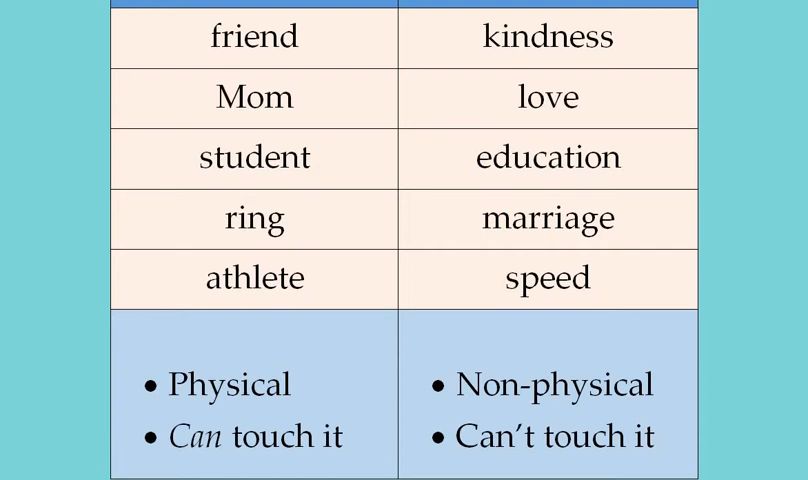 friend kindness
Mom love
student education
ring marriage
athlete speed
• Physical • Non-physical
• Can touch it • Can't touch it